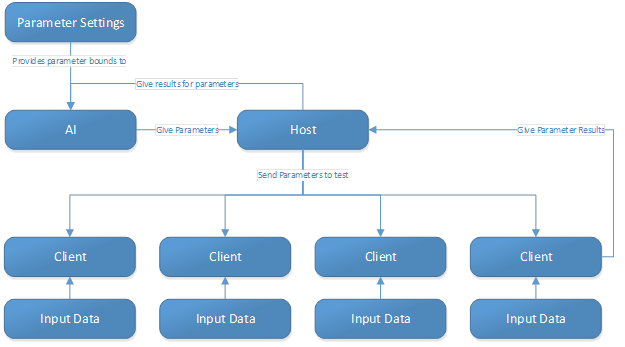 Parameter Settings
Provides parameter bounds to
Give results for parameters
AI
Give Parameters
Host
Give Parameter Results
Send Parameters to test
Client
Client
Client
Client
Input Data
Input Data
Input Data
Input Data